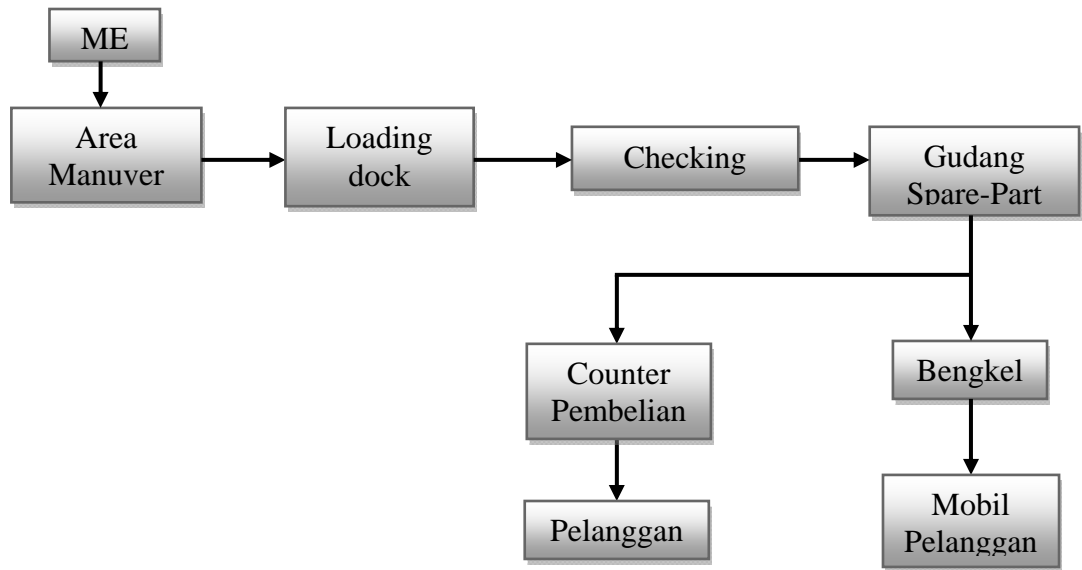 ME
Area
Manuver
Loading
dock
Checking
Gudang
Spare-Part
Counter
Pembelian
Bengkel
Pelanggan
Mobil
Pelanggan